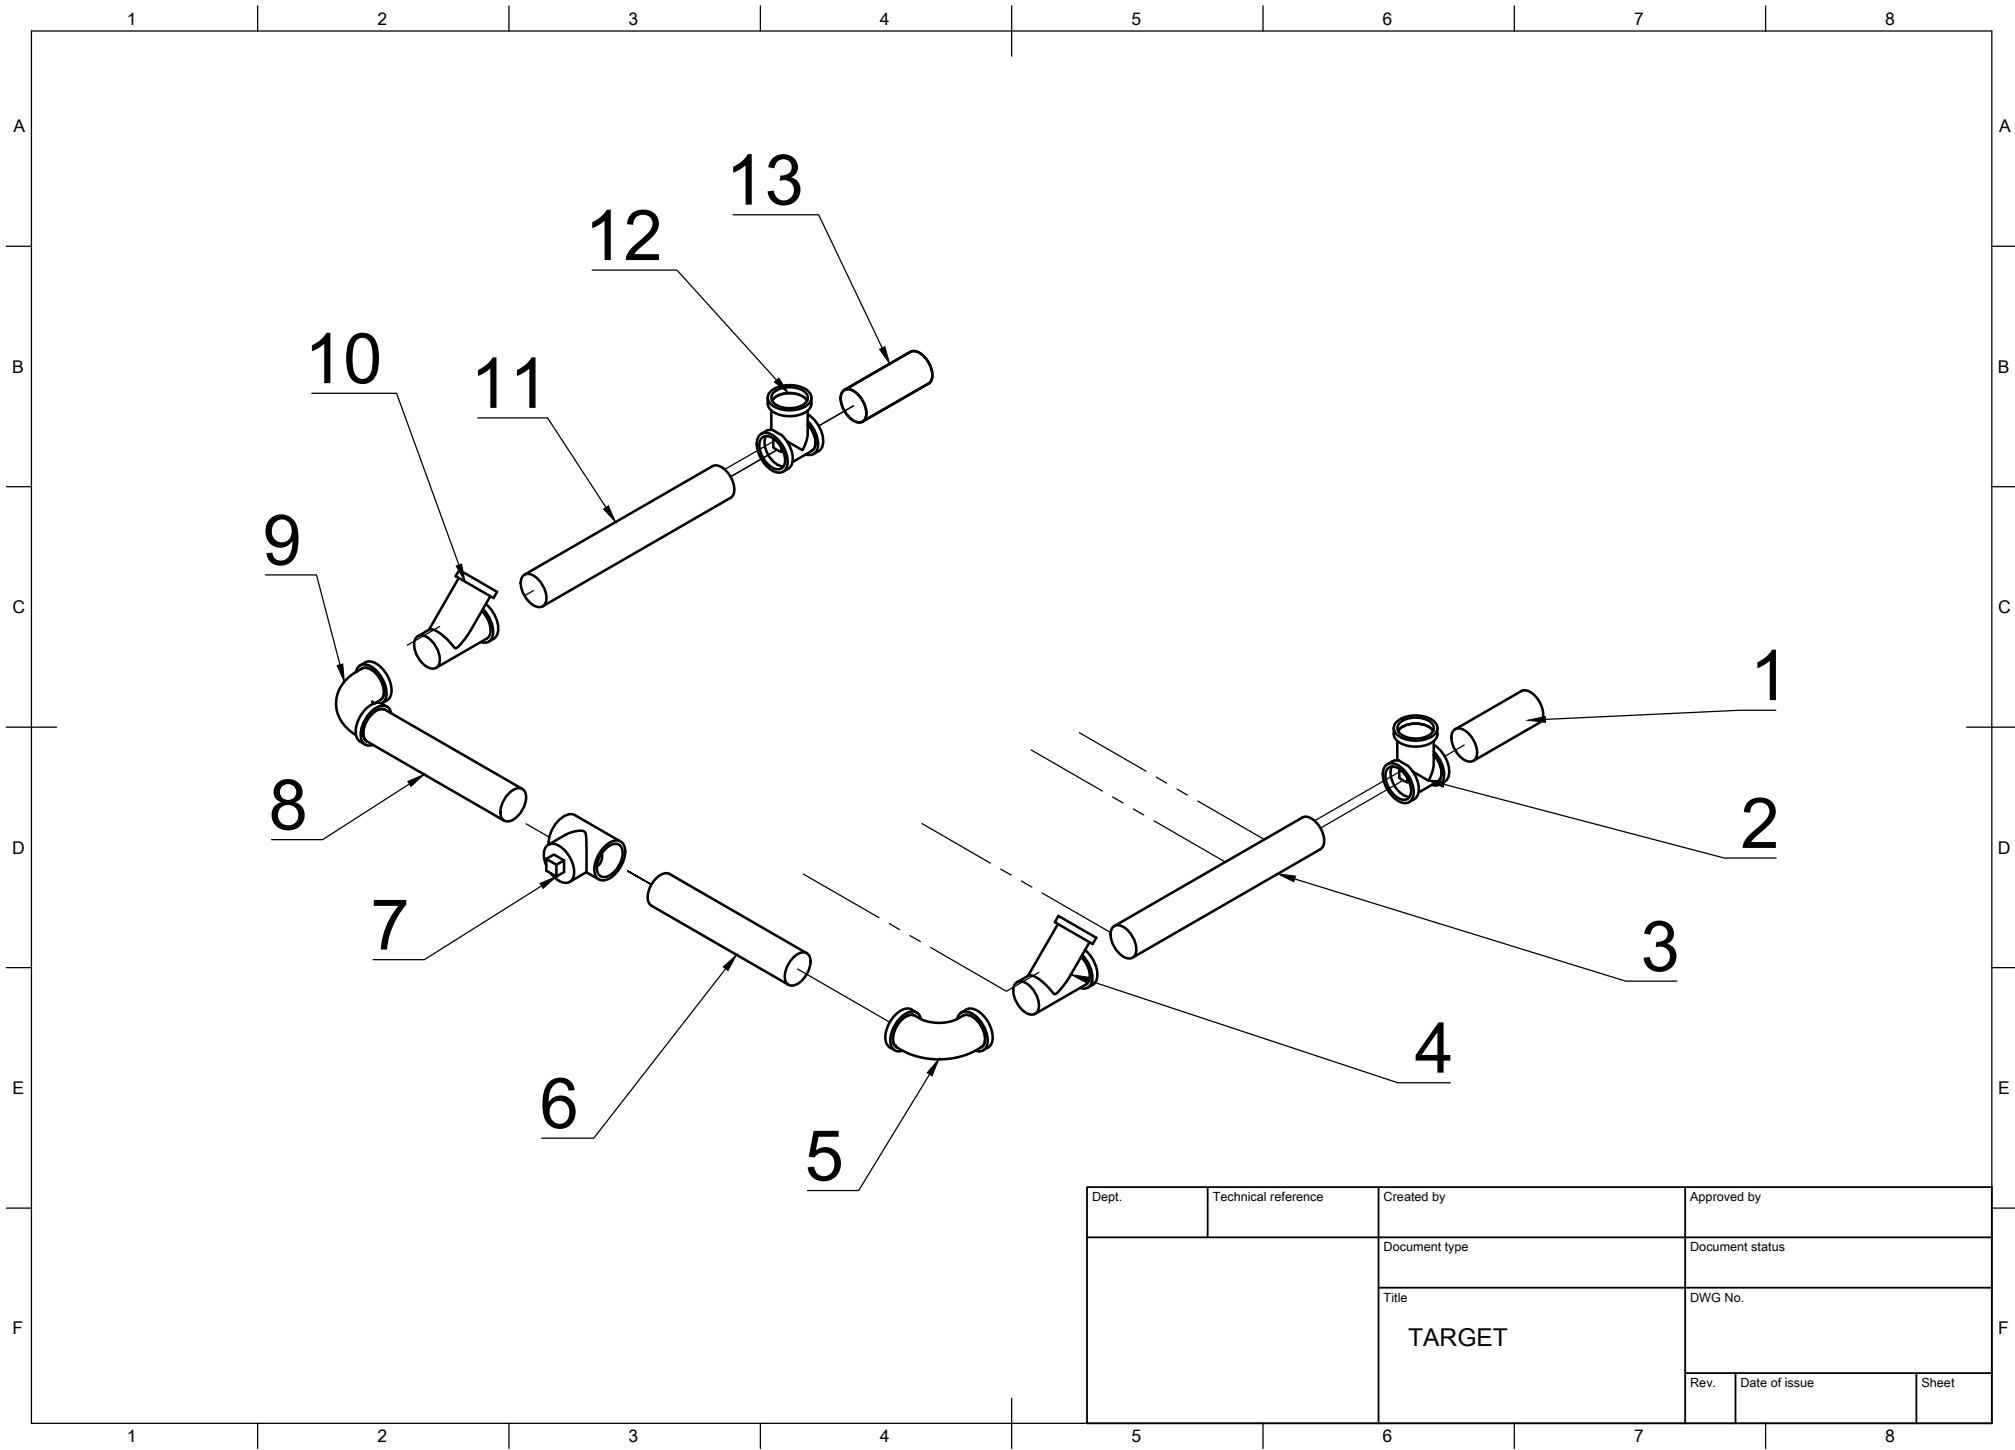 1 2 3 4 5 6 7 8
A A
13
12
B B
10
11
9
C C
1
8
2
D D
7
3
4
6
E E
5
Dept. Technical reference Created by Approved by
Document type Document status
Title DWG No.
F F
TARGET
Rev. Date of issue Sheet
1 2 3 4 5 6 7 8